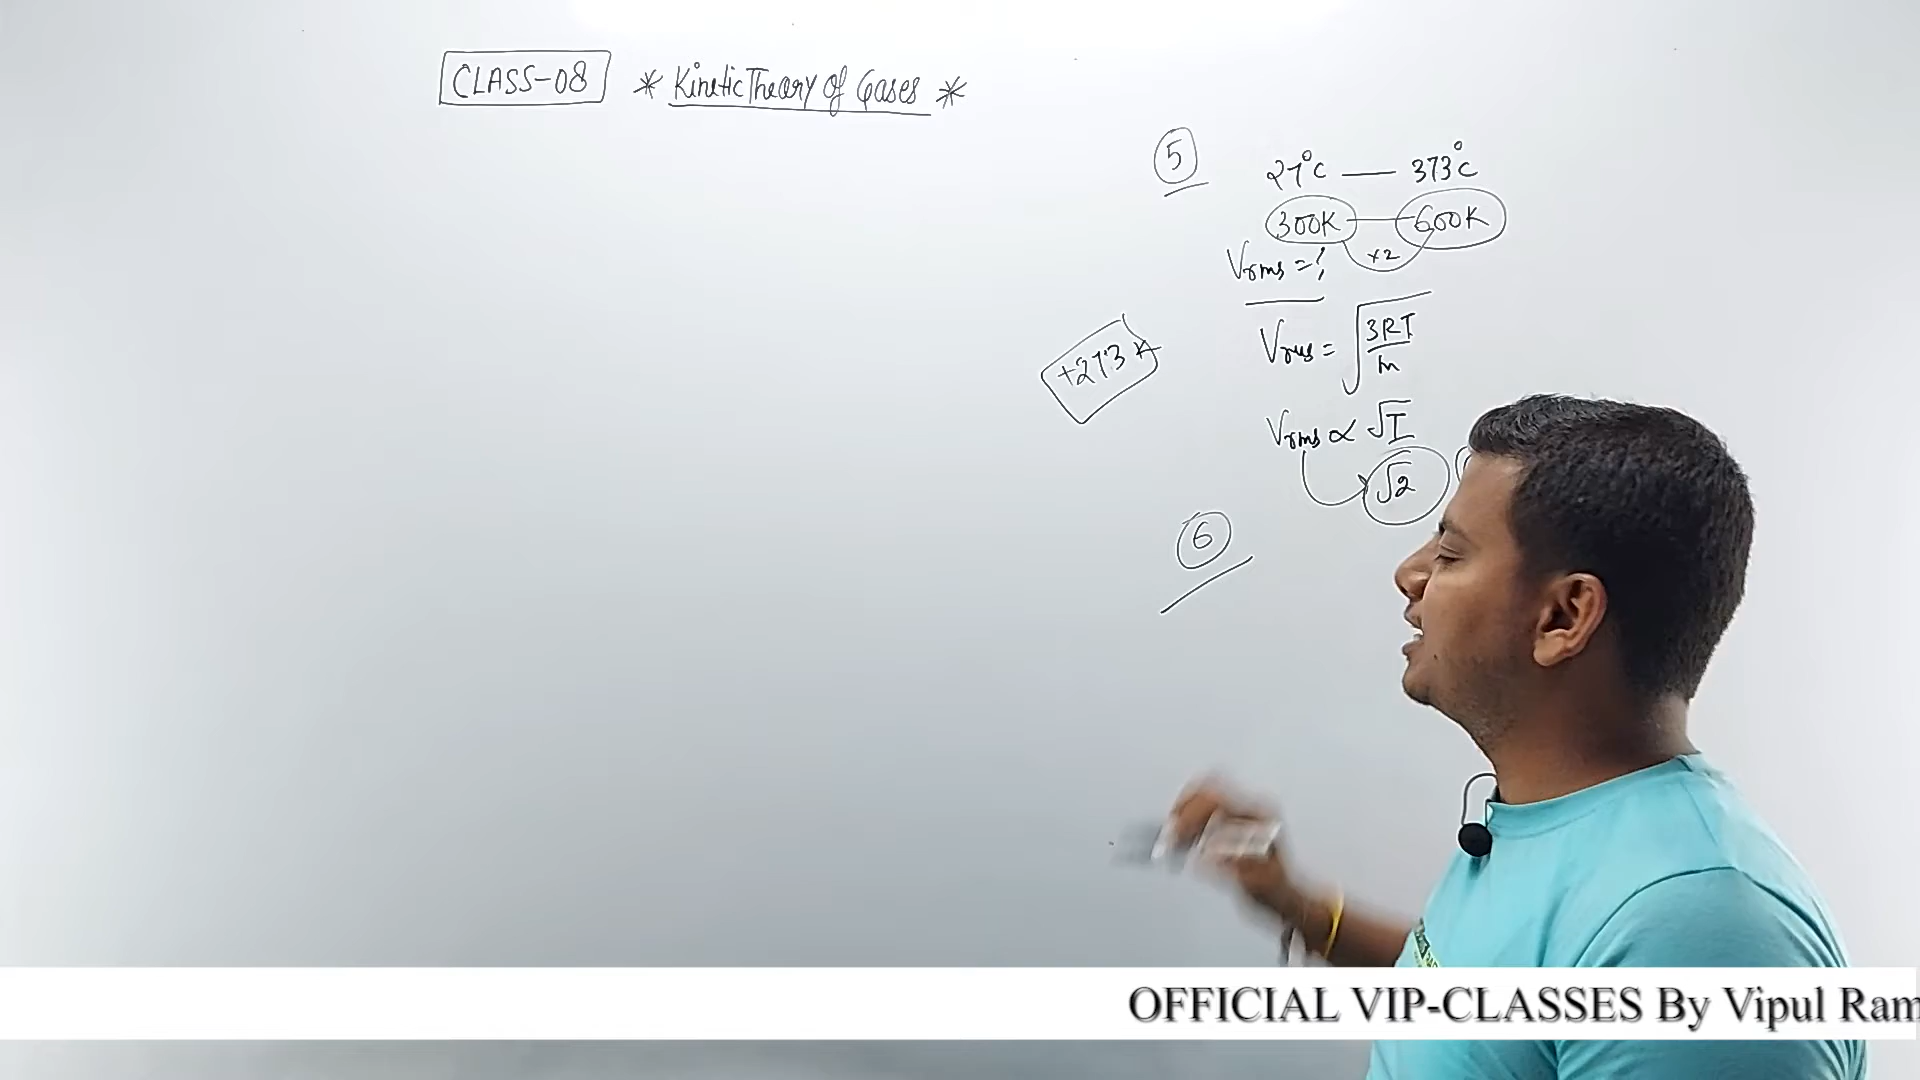 CLASS-08 * Kinetic Theory of Gases *
5
27°C — 373°C
300K — 600K
×2
Vrms = ?
Vrms = √3RT/m
+273 K
Vrms ∝ √T
√2
6
OFFICIAL VIP-CLASSES By Vipul Ram